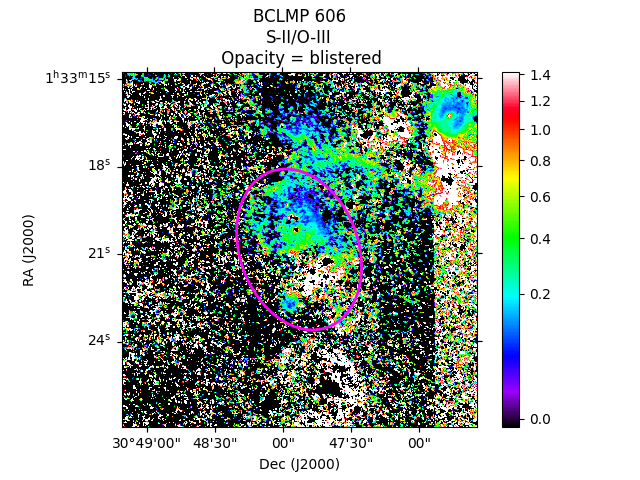 BCLMP 606
S-II/O-III
Opacity = blistered
1h33m15s
18s
21s
24s
RA (J2000)
30°49'00" 48'30" 00" 47'30" 00"
Dec (J2000)
1.4
1.2
1.0
0.8
0.6
0.4
0.2
0.0